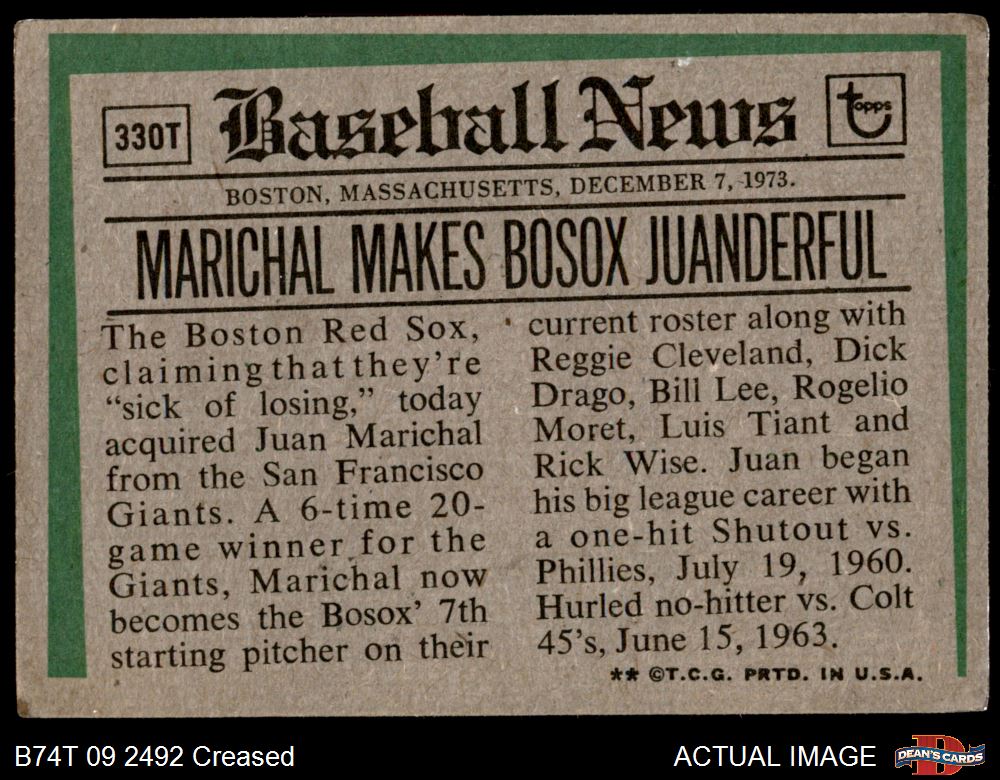 330T
Baseball News
topps
BOSTON, MASSACHUSETTS, DECEMBER 7, 1973.
MARICHAL MAKES BOSOX JUANDERFUL
The Boston Red Sox,
claiming that they're
“sick of losing,” today
acquired Juan Marichal
from the San Francisco
Giants. A 6-time 20-
game winner for the
Giants, Marichal now
becomes the Bosox' 7th
starting pitcher on their
current roster along with
Reggie Cleveland, Dick
Drago, Bill Lee, Rogelio
Moret, Luis Tiant and
Rick Wise. Juan began
his big league career with
a one-hit Shutout vs.
Phillies, July 19, 1960.
Hurled no-hitter vs. Colt
45's, June 15, 1963.
** ©T.C.G. PRTD. IN U.S.A.
B74T 09 2492 Creased
ACTUAL IMAGE
D
DEAN'S CARDS